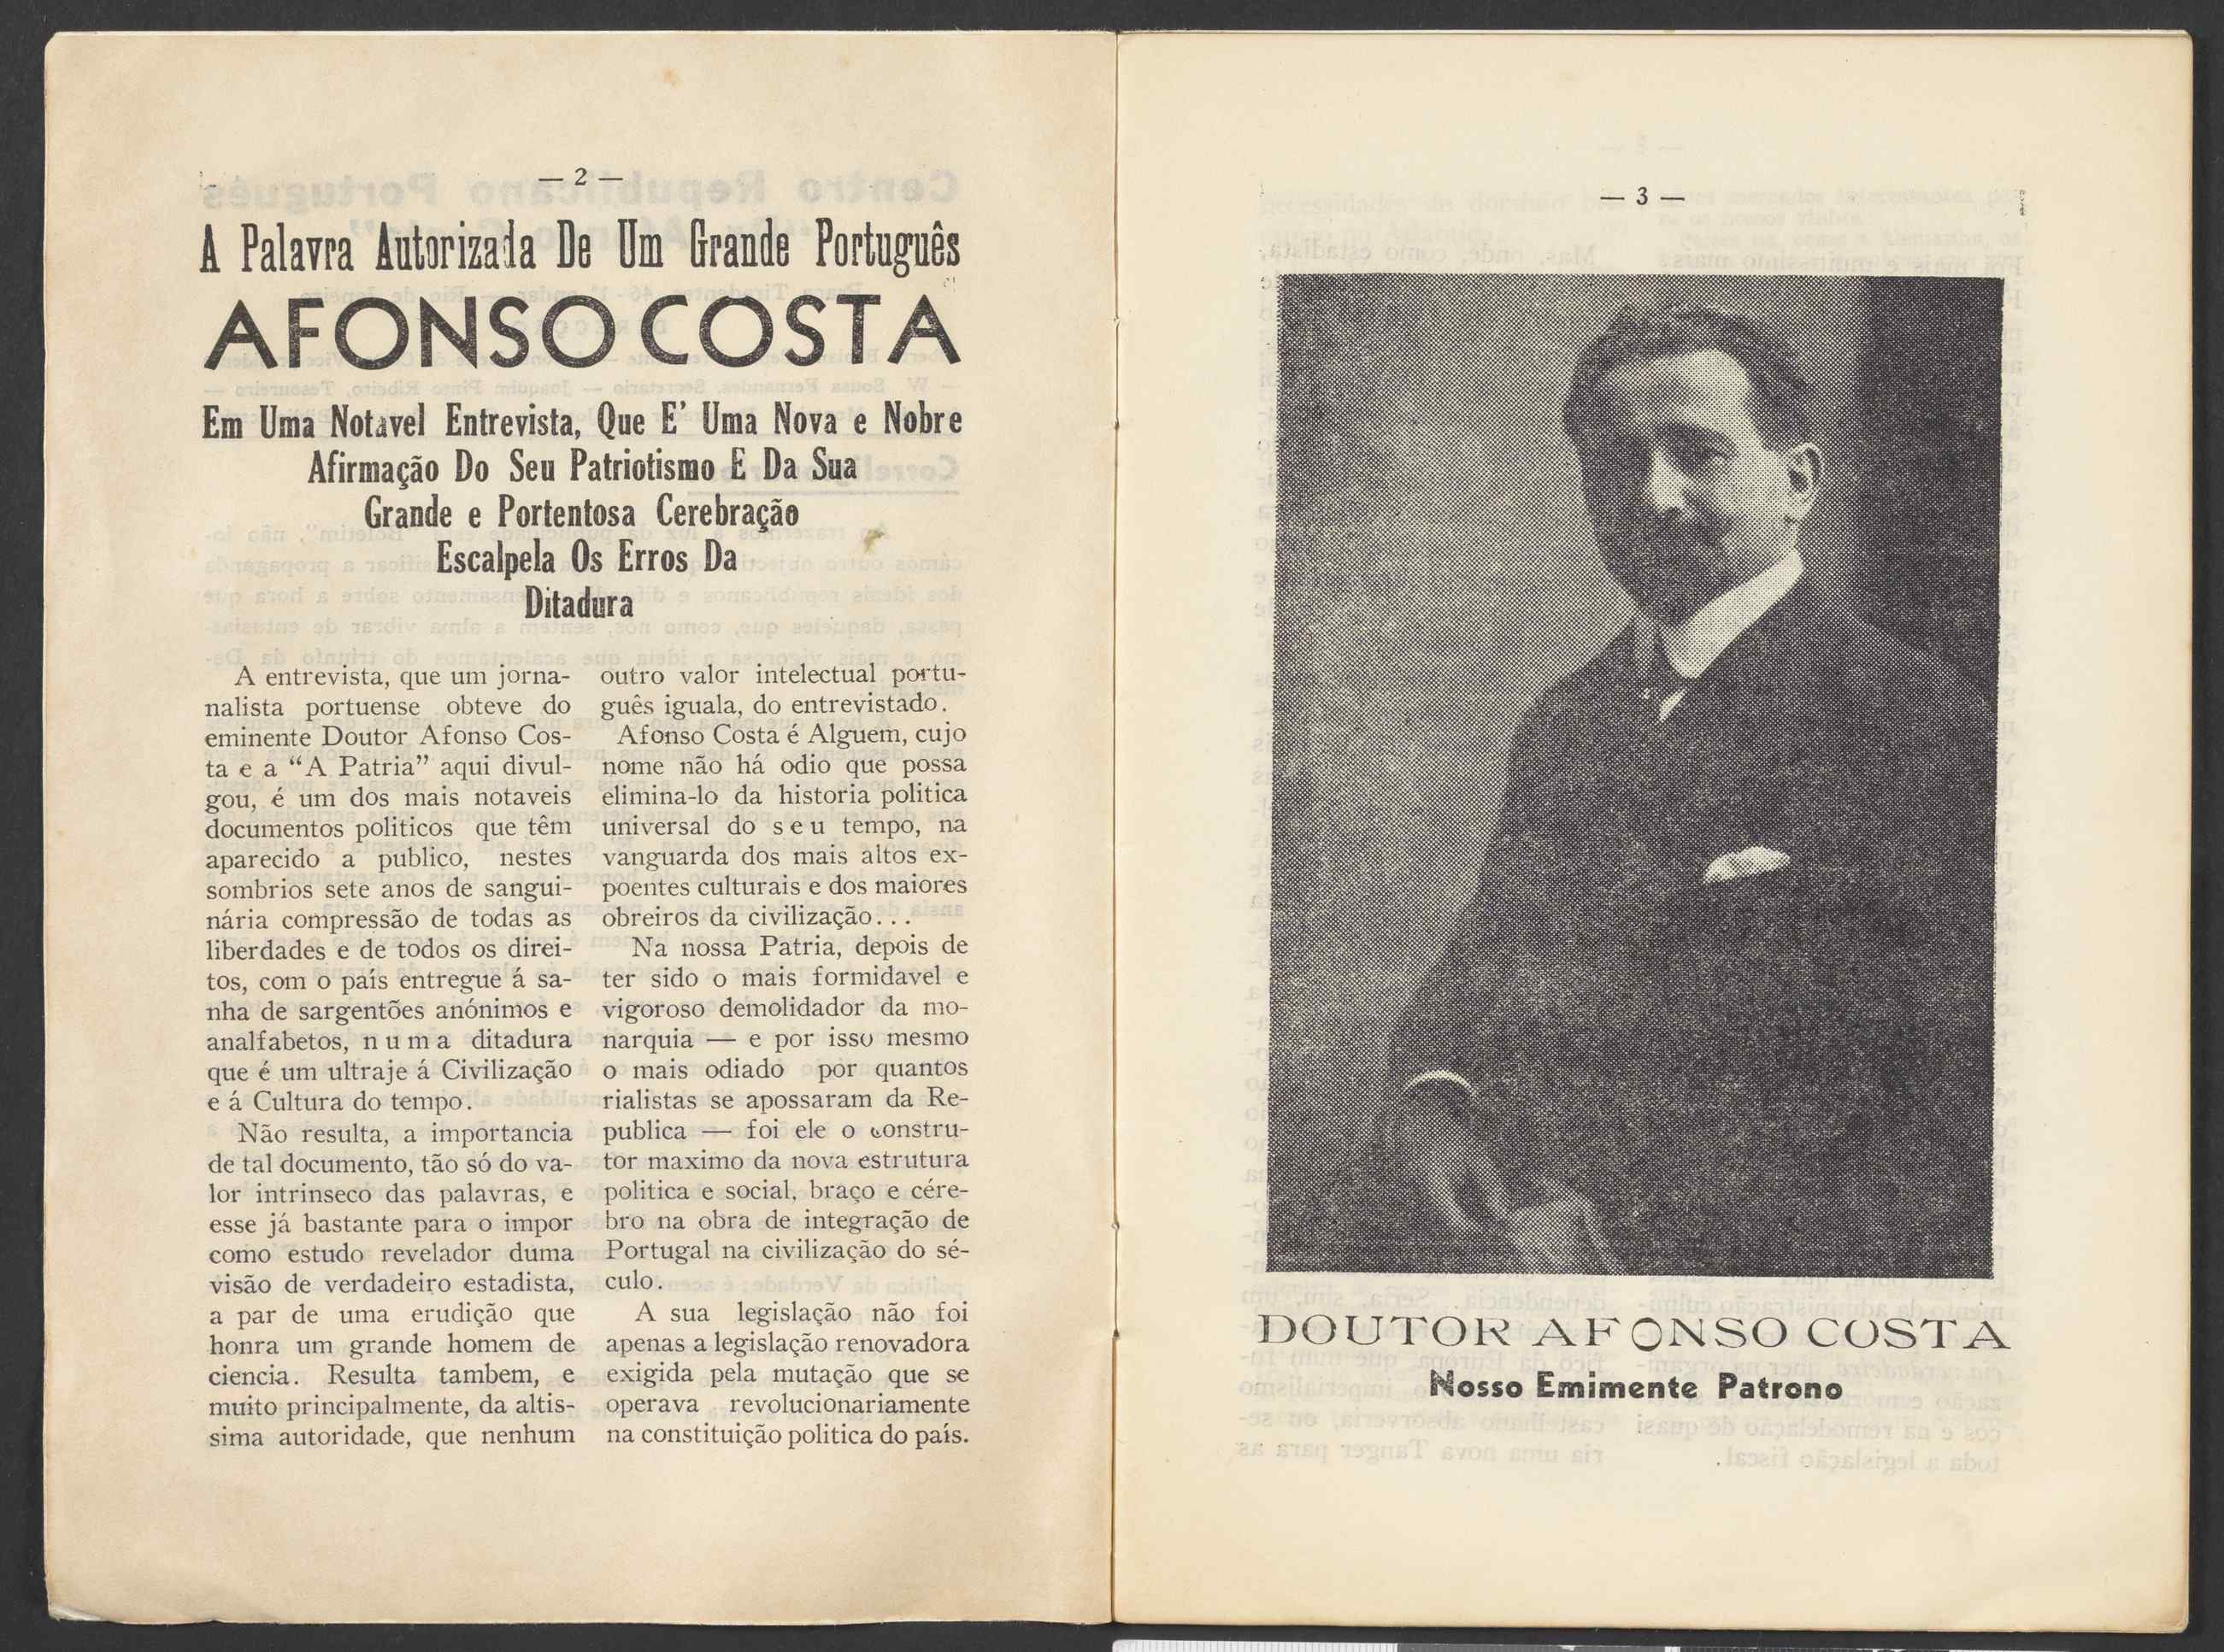 — 2 —
A Palavra Autorizada De Um Grande Português
AFONSO COSTA
Em Uma Notavel Entrevista, Que E' Uma Nova e Nobre
Afirmação Do Seu Patriotismo E Da Sua
Grande e Portentosa Cerebração
Escalpela Os Erros Da
Ditadura
A entrevista, que um jorna-
nalista portuense obteve do
eminente Doutor Afonso Cos-
ta e a “A Patria” aqui divul-
gou, é um dos mais notaveis
documentos politicos que têm
aparecido a publico, nestes
sombrios sete anos de sangui-
nária compressão de todas as
liberdades e de todos os direi-
tos, com o país entregue á sa-
nha de sargentões anónimos e
analfabetos, numa ditadura
que é um ultraje á Civilização
e á Cultura do tempo.
Não resulta, a importancia
de tal documento, tão só do va-
lor intrinseco das palavras, e
esse já bastante para o impor
como estudo revelador duma
visão de verdadeiro estadista,
a par de uma erudição que
honra um grande homem de
ciencia. Resulta tambem, e
muito principalmente, da altis-
sima autoridade, que nenhum
outro valor intelectual portu-
guês iguala, do entrevistado.
Afonso Costa é Alguem, cujo
nome não há odio que possa
elimina-lo da historia politica
universal do seu tempo, na
vanguarda dos mais altos ex-
poentes culturais e dos maiores
obreiros da civilização...
Na nossa Patria, depois de
ter sido o mais formidavel e
vigoroso demolidador da mo-
narquia — e por isso mesmo
o mais odiado por quantos
rialistas se apossaram da Re-
publica — foi ele o constru-
tor maximo da nova estrutura
politica e social, braço e cére-
bro na obra de integração de
Portugal na civilização do sé-
culo.
A sua legislação não foi
apenas a legislação renovadora
exigida pela mutação que se
operava revolucionariamente
na constituição politica do país.
— 3 —
DOUTOR AFONSO COSTA
Nosso Emimente Patrono